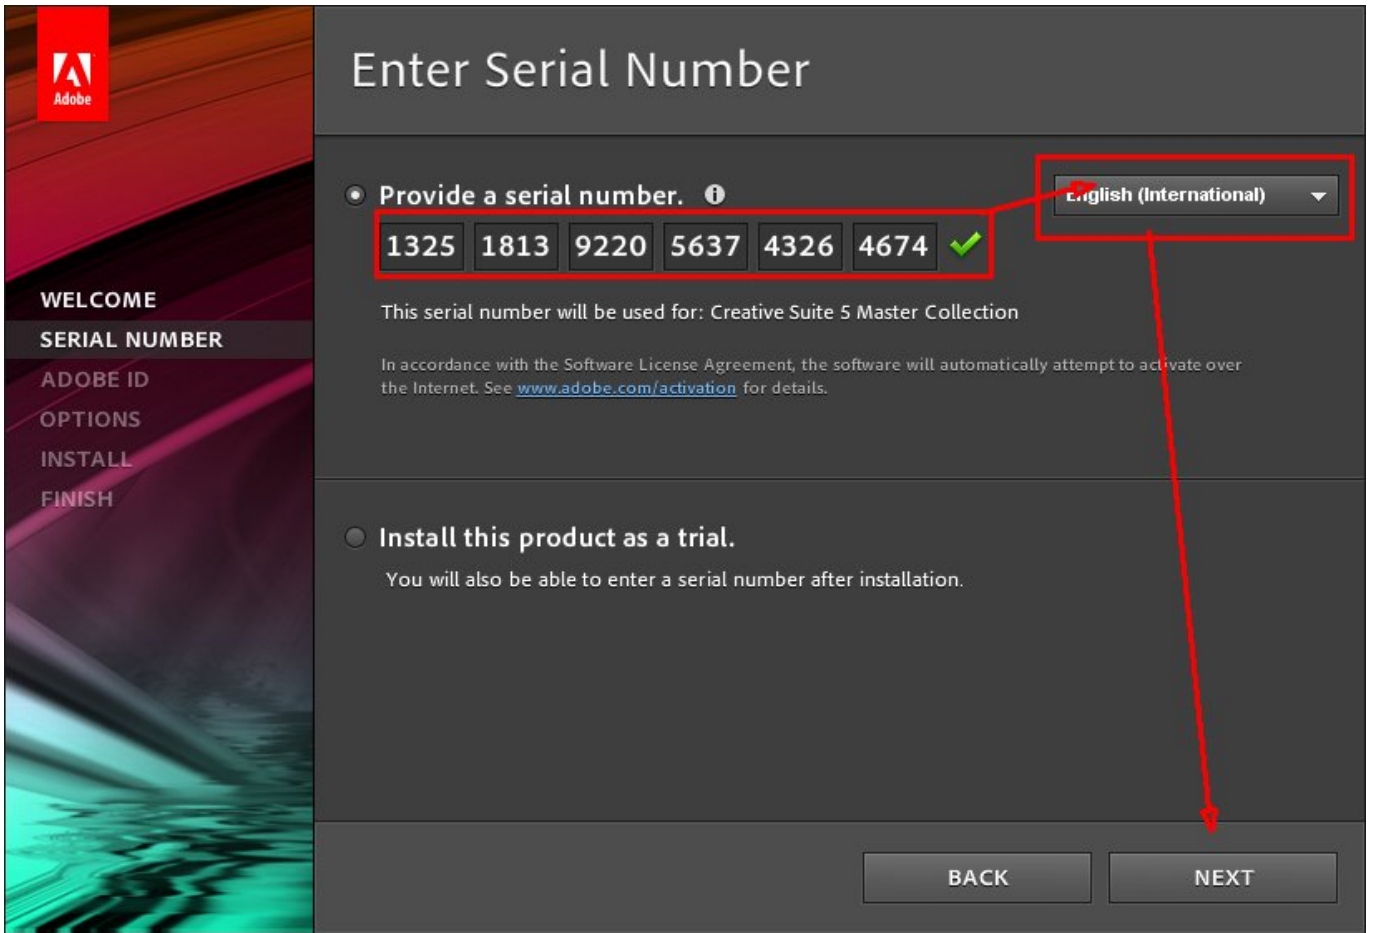 Adobe
Enter Serial Number
Provide a serial number.
English (International)
1325 1813 9220 5637 4326 4674
This serial number will be used for: Creative Suite 5 Master Collection
In accordance with the Software License Agreement, the software will automatically attempt to activate over
the Internet. See www.adobe.com/activation for details.
WELCOME
SERIAL NUMBER
ADOBE ID
OPTIONS
INSTALL
FINISH
Install this product as a trial.
You will also be able to enter a serial number after installation.
BACK
NEXT